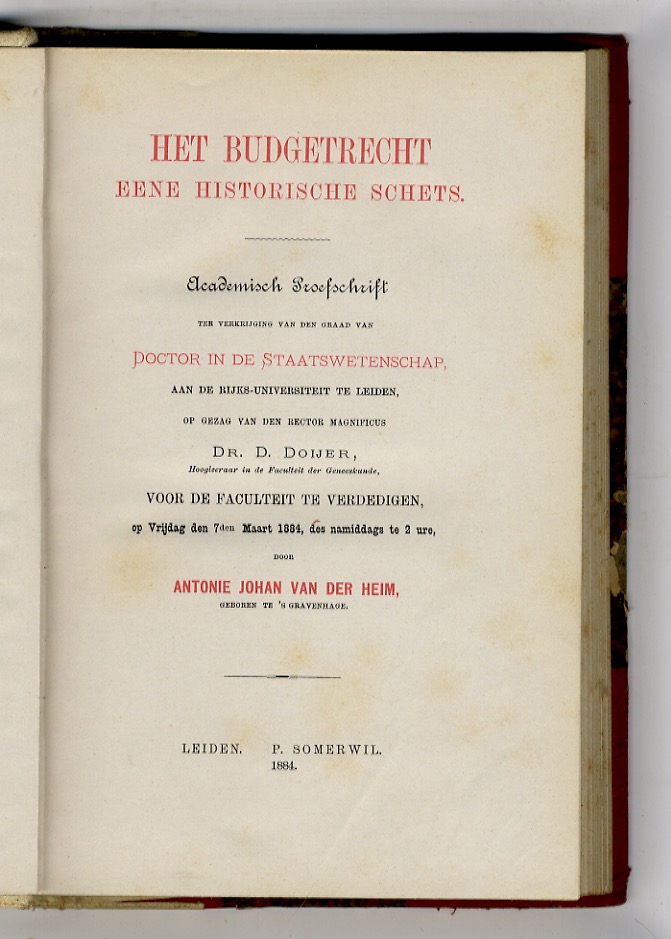 HET BUDGETRECHT
EENE HISTORISCHE SCHETS.
Academisch Proefschrift
TER VERKRIJGING VAN DEN GRAAD VAN
DOCTOR IN DE STAATSWETENSCHAP,
AAN DE RIJKS-UNIVERSITEIT TE LEIDEN,
OP GEZAG VAN DEN RECTOR MAGNIFICUS
DR. D. DOIJER,
Hoogleeraar in de Faculteit der Geneeskunde,
VOOR DE FACULTEIT TE VERDEDIGEN,
op Vrijdag den 7den Maart 1884, des namiddags te 2 ure,
DOOR
ANTONIE JOHAN VAN DER HEIM,
GEBOREN TE 'S GRAVENHAGE.
LEIDEN. P. SOMERWIL.
1884.